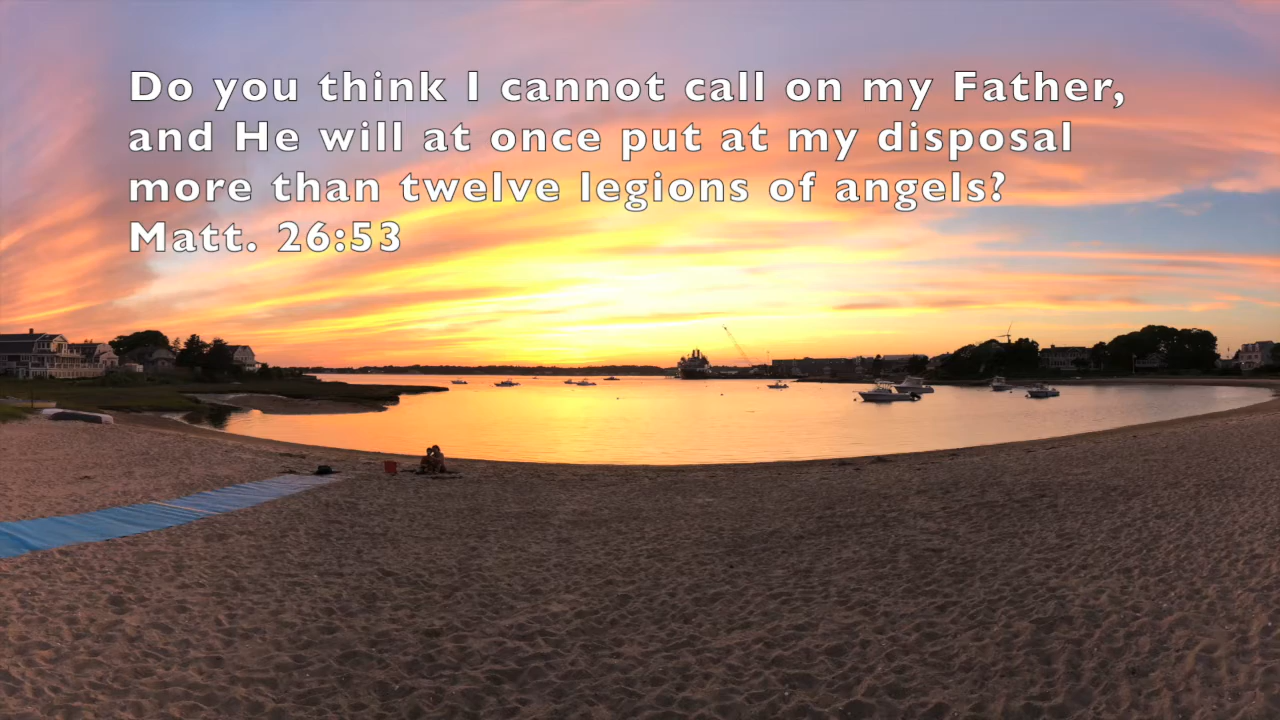 Do you think I cannot call on my Father,
and He will at once put at my disposal
more than twelve legions of angels?
Matt. 26:53